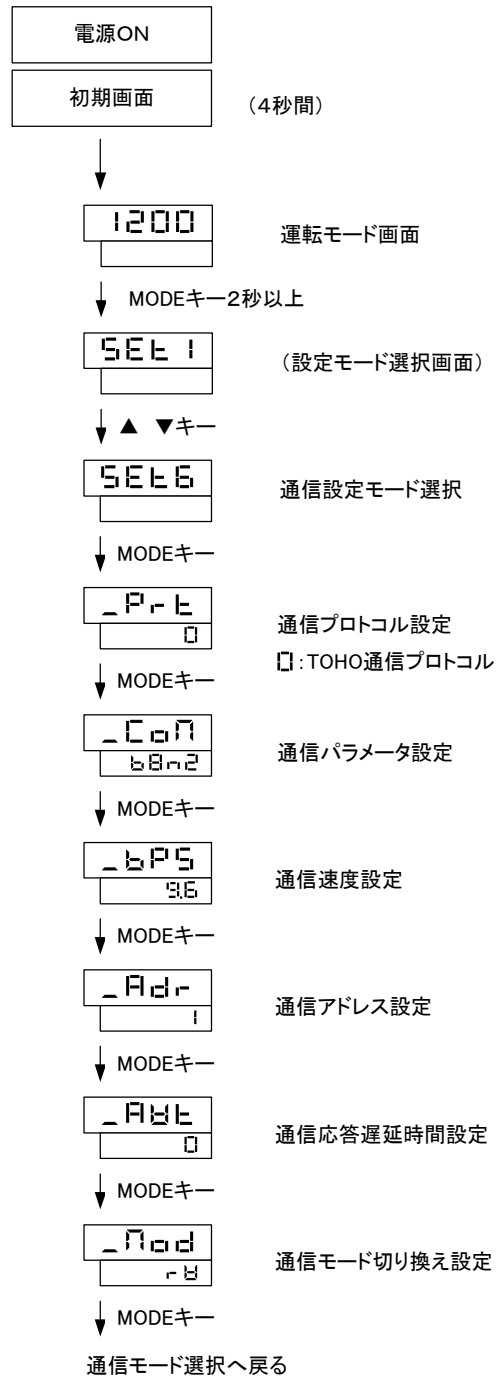 電源ON
初期画面
（4秒間）
1200
運転モード画面
MODEキー2秒以上
SEt 1
（設定モード選択画面）
▲ ▼キー
SEt6
通信設定モード選択
MODEキー
_Prt
0
通信プロトコル設定
0:TOHO通信プロトコル
MODEキー
_CoM
b8n2
通信パラメータ設定
MODEキー
_bPS
9.6
通信速度設定
MODEキー
_Adr
1
通信アドレス設定
MODEキー
_AWt
0
通信応答遅延時間設定
MODEキー
_Mod
rW
通信モード切り換え設定
MODEキー
通信モード選択へ戻る